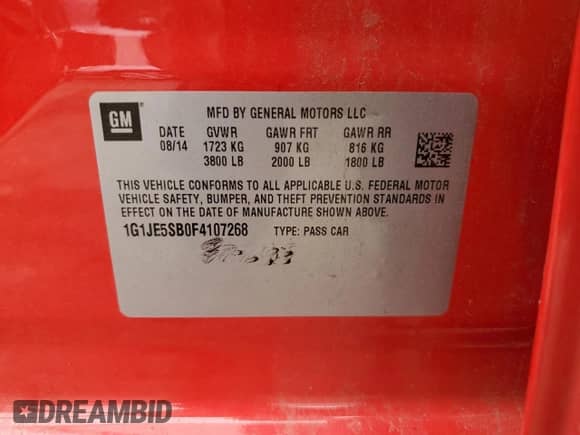 GM
MFD BY GENERAL MOTORS LLC
DATE GVWR GAWR FRT GAWR RR
08/14 1723 KG 907 KG 816 KG
3800 LB 2000 LB 1800 LB
THIS VEHICLE CONFORMS TO ALL APPLICABLE U.S. FEDERAL MOTOR
VEHICLE SAFETY, BUMPER, AND THEFT PREVENTION STANDARDS IN
EFFECT ON THE DATE OF MANUFACTURE SHOWN ABOVE.
1G1JE5SB0F4107268 TYPE: PASS CAR
DREAMBID